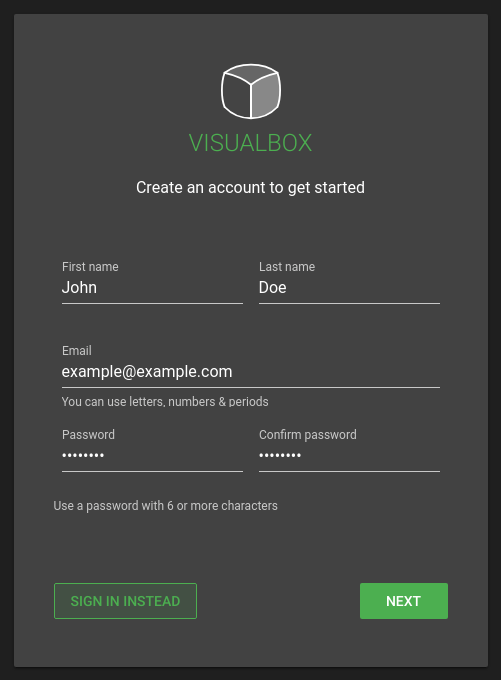 VISUALBOX
Create an account to get started
First name Last name
John Doe
Email
example@example.com
You can use letters, numbers & periods
Password Confirm password
•••••••• ••••••••
Use a password with 6 or more characters
SIGN IN INSTEAD NEXT